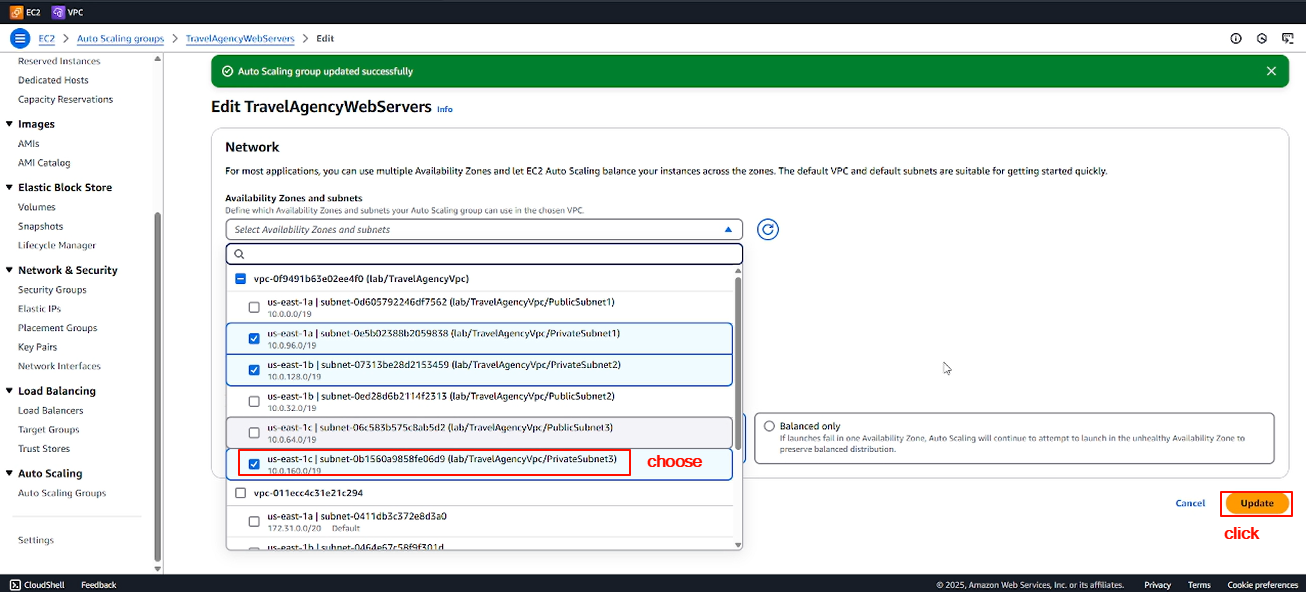 EC2 VPC
EC2 > Auto Scaling groups > TravelAgencyWebServers > Edit
Reserved Instances
Dedicated Hosts
Capacity Reservations
Images
AMIs
AMI Catalog
Elastic Block Store
Volumes
Snapshots
Lifecycle Manager
Network & Security
Security Groups
Elastic IPs
Placement Groups
Key Pairs
Network Interfaces
Load Balancing
Load Balancers
Target Groups
Trust Stores
Auto Scaling
Auto Scaling Groups
Settings
Auto Scaling group updated successfully
Edit TravelAgencyWebServers Info
Network
For most applications, you can use multiple Availability Zones and let EC2 Auto Scaling balance your instances across the zones. The default VPC and default subnets are suitable for getting started quickly.
Availability Zones and subnets
Define which Availability Zones and subnets your Auto Scaling group can use in the chosen VPC.
Select Availability Zones and subnets
vpc-0f9491b63e02ee4f0 (lab/TravelAgencyVpc)
us-east-1a | subnet-0d605792246df7562 (lab/TravelAgencyVpc/PublicSubnet1)
10.0.0.0/19
us-east-1a | subnet-0e5b02388b2059838 (lab/TravelAgencyVpc/PrivateSubnet1)
10.0.96.0/19
us-east-1b | subnet-07313be28d2153459 (lab/TravelAgencyVpc/PrivateSubnet2)
10.0.128.0/19
us-east-1b | subnet-0ed28d6b2114f2313 (lab/TravelAgencyVpc/PublicSubnet2)
10.0.32.0/19
us-east-1c | subnet-06c583b575c8ab5d2 (lab/TravelAgencyVpc/PublicSubnet3)
10.0.64.0/19
us-east-1c | subnet-0b1560a9858fe06d9 (lab/TravelAgencyVpc/PrivateSubnet3)
10.0.160.0/19
choose
vpc-011ecc4c31e21c294
us-east-1a | subnet-0411db3c372e8d3a0
172.31.0.0/20 Default
us-east-1b | subnet-0464e67c58f9f301d
Balanced only
If launches fail in one Availability Zone, Auto Scaling will continue to attempt to launch in the unhealthy Availability Zone to
preserve balanced distribution.
Cancel Update
click
CloudShell Feedback © 2025, Amazon Web Services, Inc. or its affiliates. Privacy Terms Cookie preferences